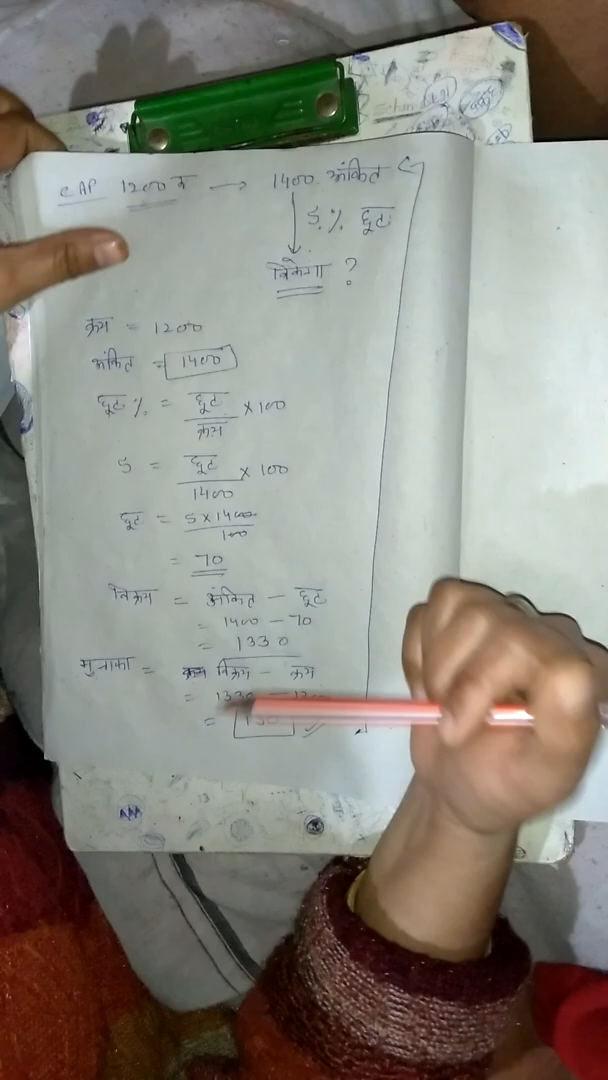 CAP 1200 रु → 1400 अंकित
5% छूट
बिकेगा ?
क्रय = 1200
अंकित = 1400
छूट % = छूट/क्रय × 100
5 = छूट/1400 × 100
छूट = 5 × 1400/100
= 70
विक्रय = अंकित - छूट
= 1400 - 70
= 1330
मुनाफा = विक्रय - क्रय
= 1330 -
=